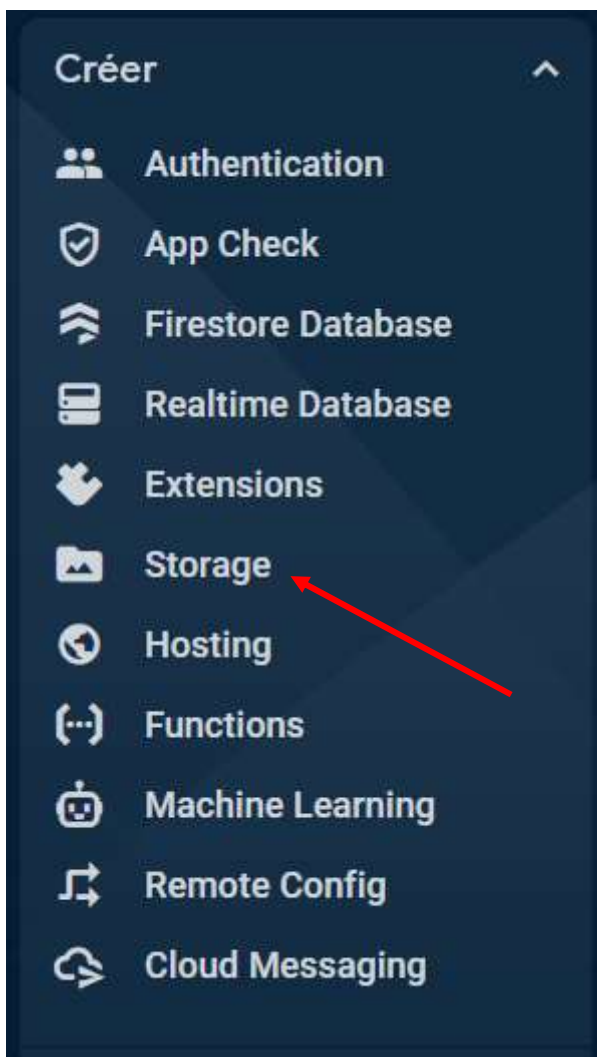 Créer
Authentication
App Check
Firestore Database
Realtime Database
Extensions
Storage
Hosting
Functions
Machine Learning
Remote Config
Cloud Messaging